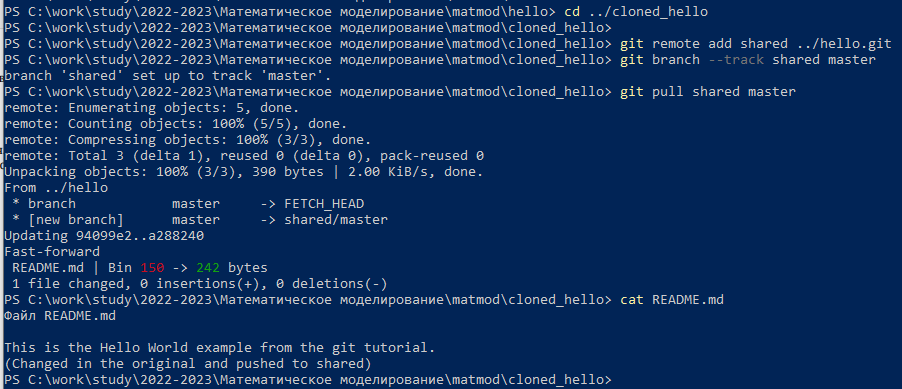 PS C:\work\study\2022-2023\Математическое моделирование\matmod\hello> cd ../cloned_hello
PS C:\work\study\2022-2023\Математическое моделирование\matmod\cloned_hello>
PS C:\work\study\2022-2023\Математическое моделирование\matmod\cloned_hello> git remote add shared ../hello.git
PS C:\work\study\2022-2023\Математическое моделирование\matmod\cloned_hello> git branch --track shared master
branch 'shared' set up to track 'master'.
PS C:\work\study\2022-2023\Математическое моделирование\matmod\cloned_hello> git pull shared master
remote: Enumerating objects: 5, done.
remote: Counting objects: 100% (5/5), done.
remote: Compressing objects: 100% (3/3), done.
remote: Total 3 (delta 1), reused 0 (delta 0), pack-reused 0
Unpacking objects: 100% (3/3), 390 bytes | 2.00 KiB/s, done.
From ../hello
 * branch            master     -> FETCH_HEAD
 * [new branch]      master     -> shared/master
Updating 94099e2..a288240
Fast-forward
 README.md | Bin 150 -> 242 bytes
 1 file changed, 0 insertions(+), 0 deletions(-)
PS C:\work\study\2022-2023\Математическое моделирование\matmod\cloned_hello> cat README.md
Файл README.md

This is the Hello World example from the git tutorial.
(Changed in the original and pushed to shared)
PS C:\work\study\2022-2023\Математическое моделирование\matmod\cloned_hello>